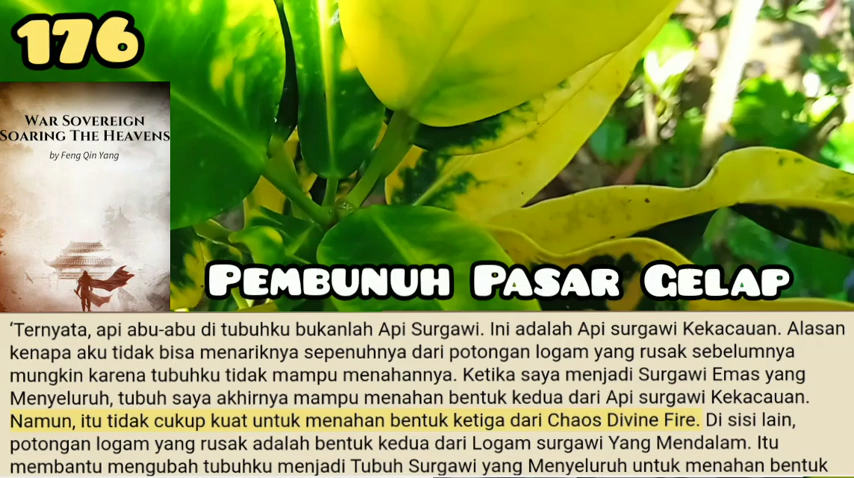 176
WAR SOVEREIGN
SOARING THE HEAVENS
by Feng Qin Yang
PEMBUNUH PASAR GELAP
‘Ternyata, api abu-abu di tubuhku bukanlah Api Surgawi. Ini adalah Api surgawi Kekacauan. Alasan
kenapa aku tidak bisa menariknya sepenuhnya dari potongan logam yang rusak sebelumnya
mungkin karena tubuhku tidak mampu menahannya. Ketika saya menjadi Surgawi Emas yang
Menyeluruh, tubuh saya akhirnya mampu menahan bentuk kedua dari Api surgawi Kekacauan.
Namun, itu tidak cukup kuat untuk menahan bentuk ketiga dari Chaos Divine Fire. Di sisi lain,
potongan logam yang rusak adalah bentuk kedua dari Logam surgawi Yang Mendalam. Itu
membantu mengubah tubuhku menjadi Tubuh Surgawi yang Menyeluruh untuk menahan bentuk